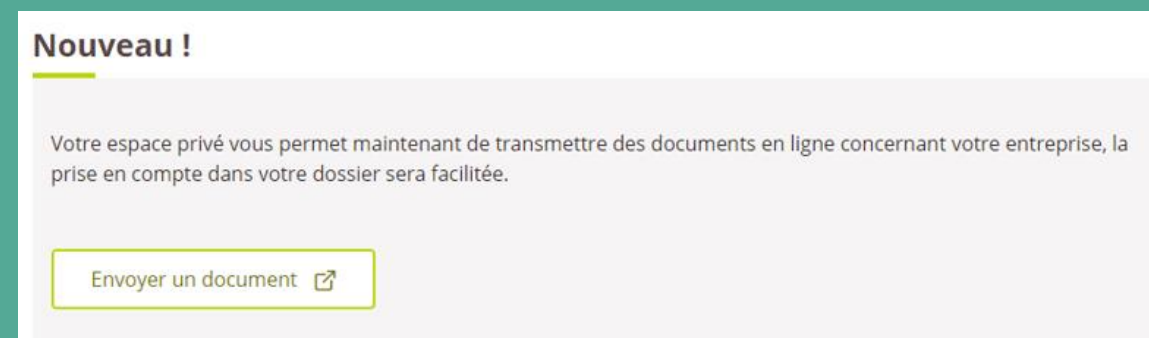 Nouveau !
Votre espace privé vous permet maintenant de transmettre des documents en ligne concernant votre entreprise, la
prise en compte dans votre dossier sera facilitée.
Envoyer un document